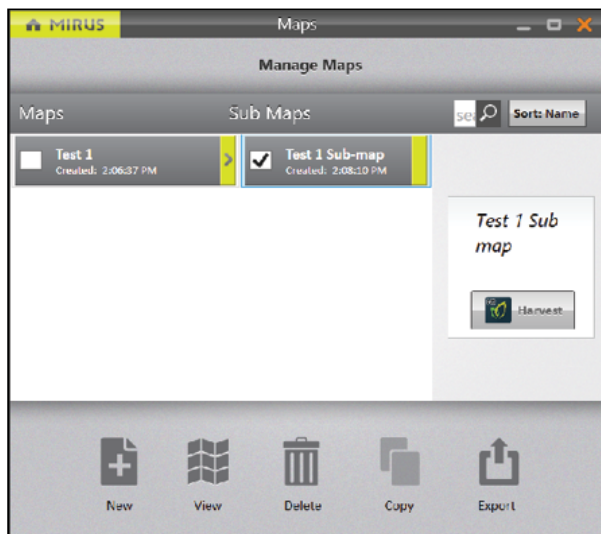 MIRUS
Maps
Manage Maps
Maps
Sub Maps
Sort: Name
Test 1
Created: 2:06:37 PM
Test 1 Sub-map
Created: 2:08:10 PM
Test 1 Sub
map
Harvest
New
View
Delete
Copy
Export